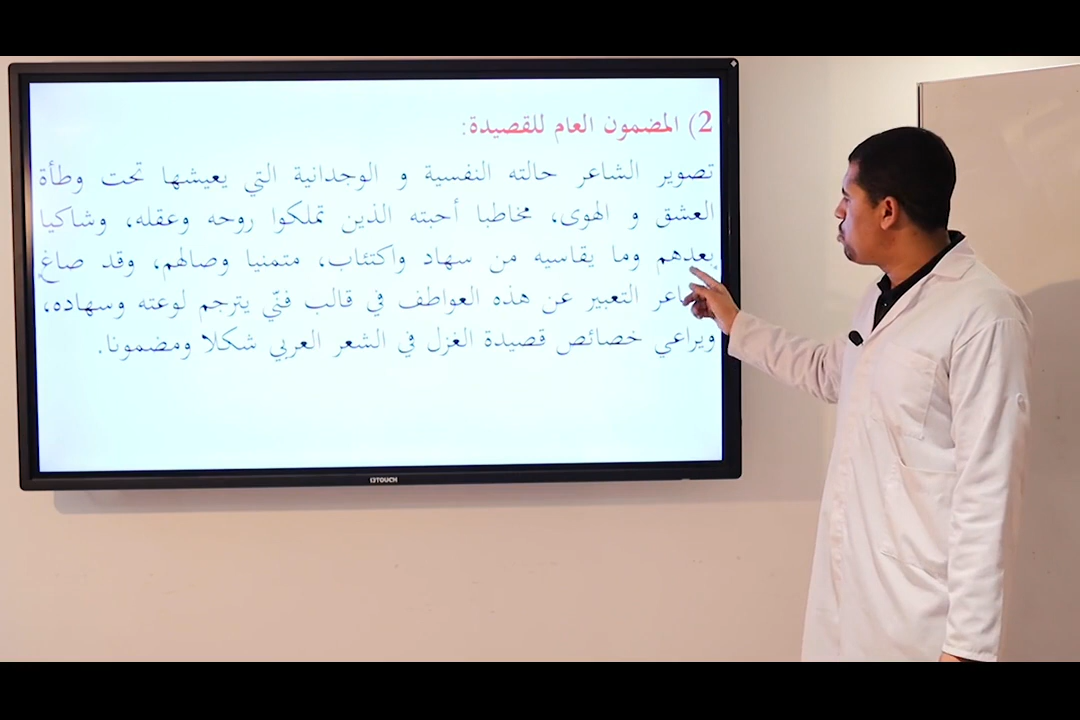 2) المضمون العام للقصيدة:
تصوير الشاعر حالته النفسية و الوجدانية التي يعيشها تحت وطأة
العشق و الهوى، مخاطبا أحبته الذين تملكوا روحه وعقله، وشاكيا
بعدهم وما يقاسيه من سهاد واكتئاب، متمنيا وصالهم، وقد صاغ
التعبير عن هذه العواطف في قالب فنّي يترجم لوعته وسهاده،
ويراعي خصائص قصيدة الغزل في الشعر العربي شكلا ومضمونا.
i3TOUCH